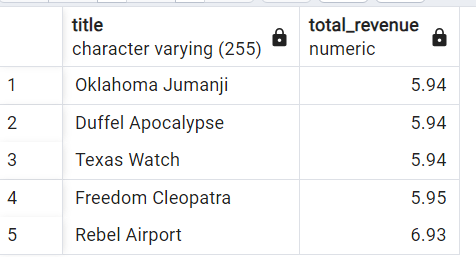 title
character varying (255)
total_revenue
numeric
1 Oklahoma Jumanji 5.94
2 Duffel Apocalypse 5.94
3 Texas Watch 5.94
4 Freedom Cleopatra 5.95
5 Rebel Airport 6.93